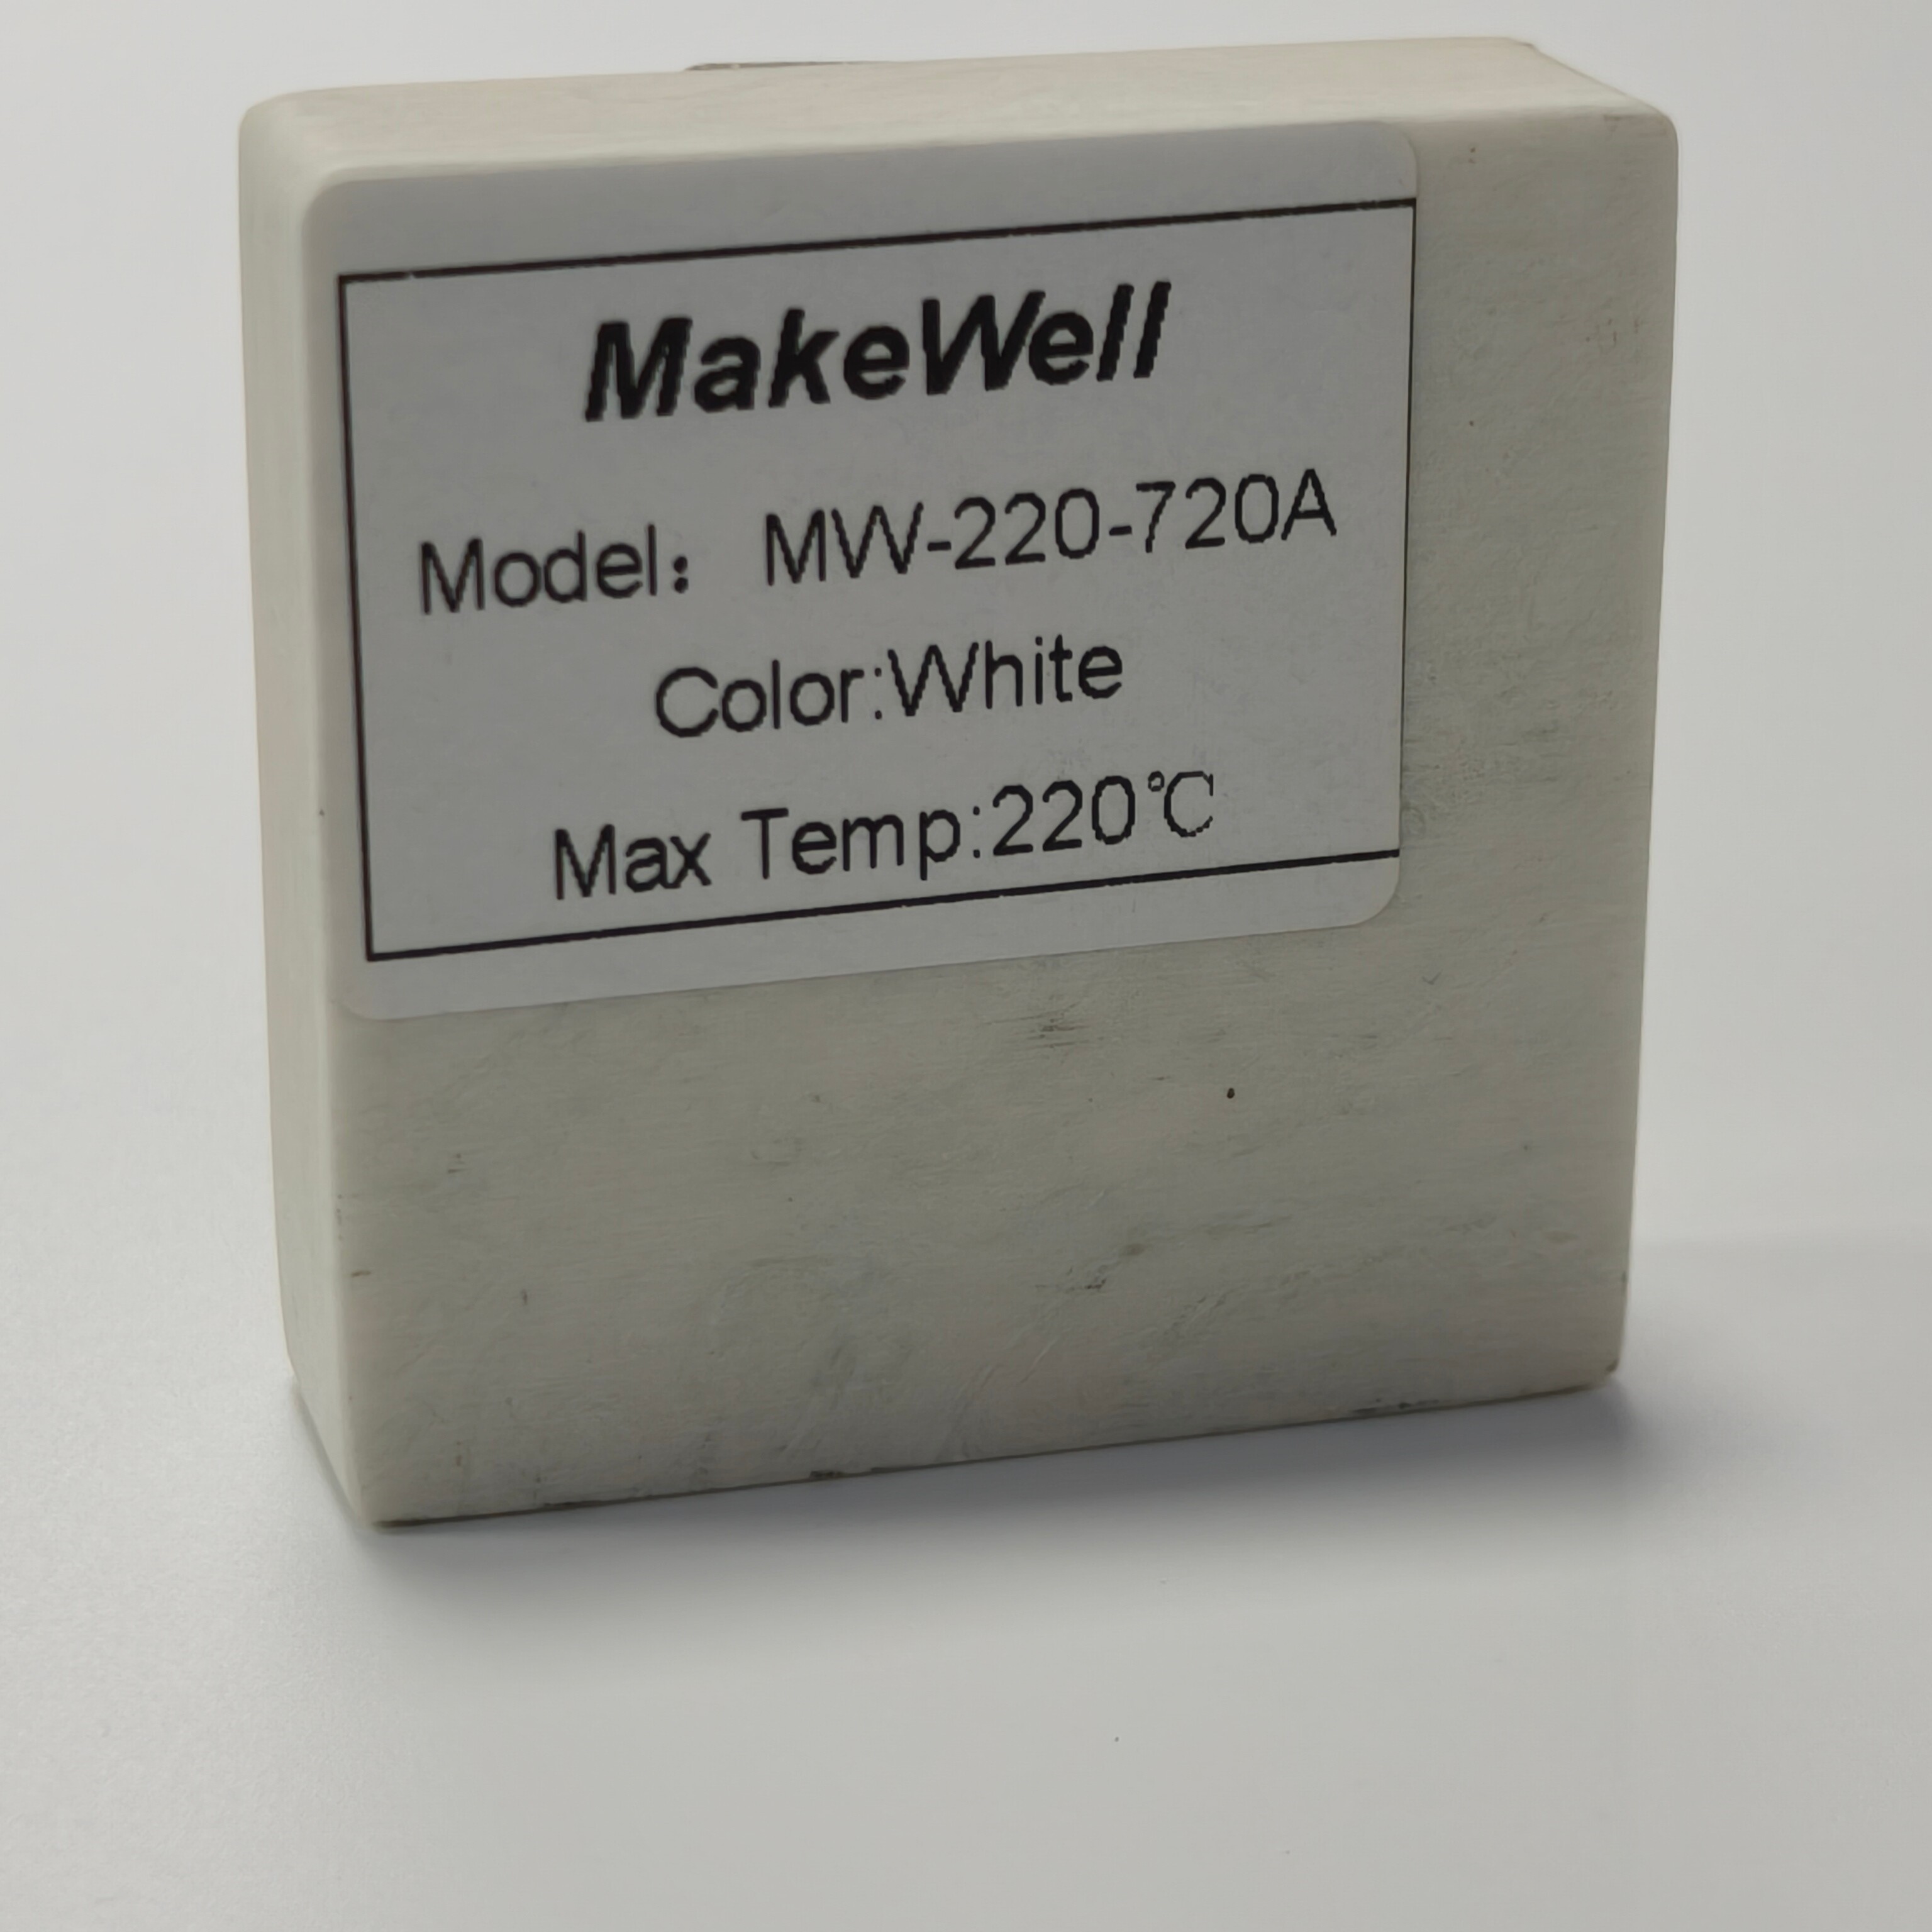 MakeWell
Model： MW-220-720A
Color:White
Max Temp:220℃